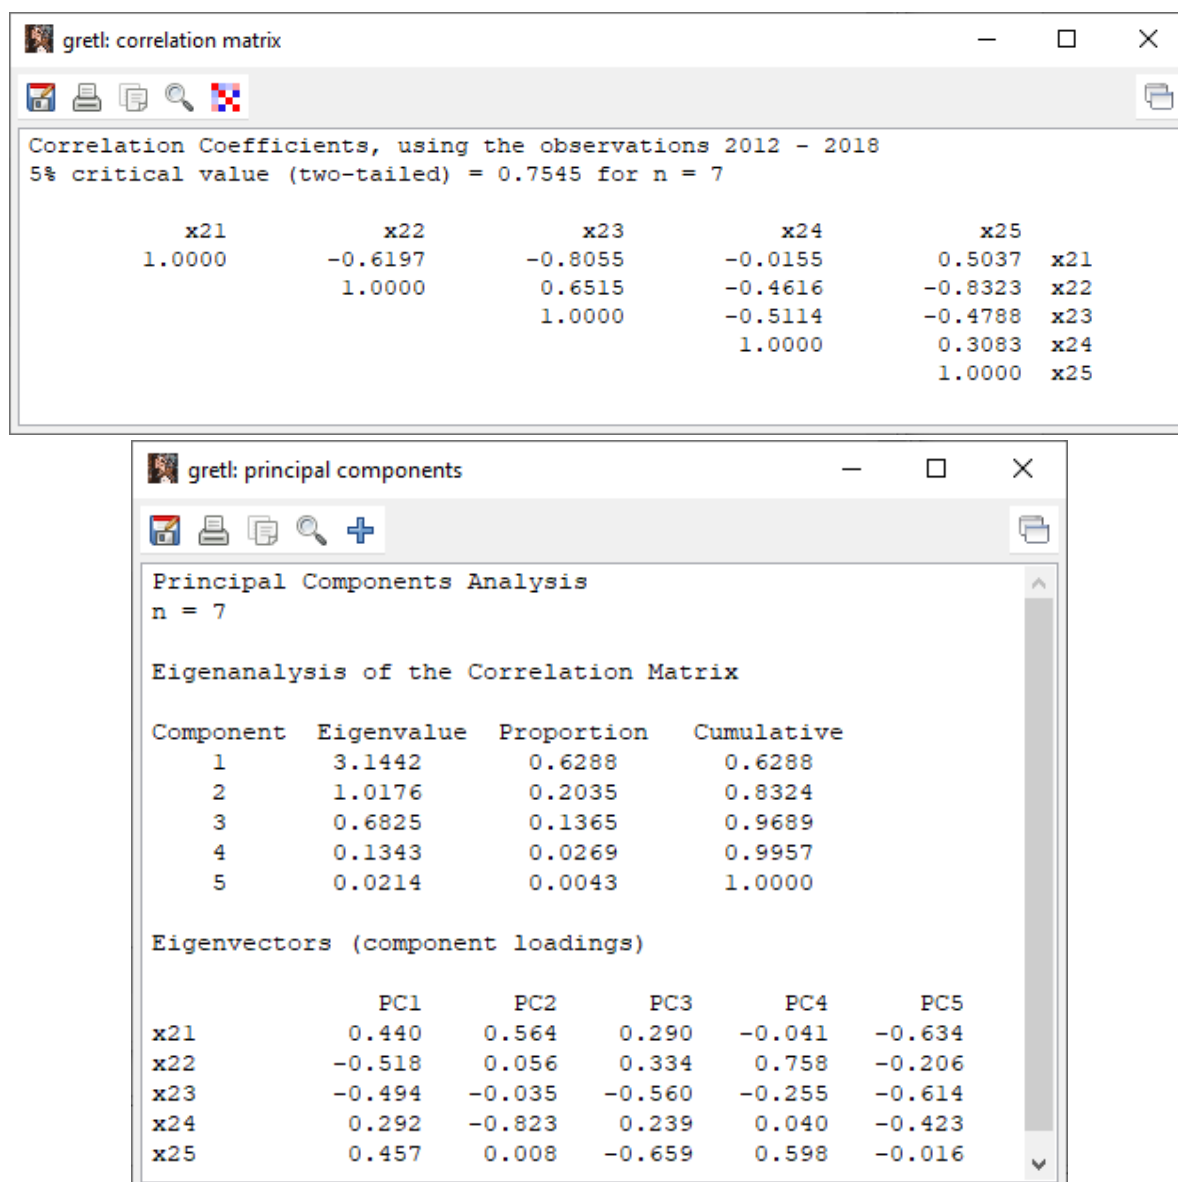 gretl: correlation matrix
Correlation Coefficients, using the observations 2012 - 2018
5% critical value (two-tailed) = 0.7545 for n = 7
x21 x22 x23 x24 x25
1.0000 -0.6197 -0.8055 -0.0155 0.5037 x21
1.0000 0.6515 -0.4616 -0.8323 x22
1.0000 -0.5114 -0.4788 x23
1.0000 0.3083 x24
1.0000 x25
gretl: principal components
Principal Components Analysis
n = 7
Eigenanalysis of the Correlation Matrix
Component Eigenvalue Proportion Cumulative
1 3.1442 0.6288 0.6288
2 1.0176 0.2035 0.8324
3 0.6825 0.1365 0.9689
4 0.1343 0.0269 0.9957
5 0.0214 0.0043 1.0000
Eigenvectors (component loadings)
PC1 PC2 PC3 PC4 PC5
x21 0.440 0.564 0.290 -0.041 -0.634
x22 -0.518 0.056 0.334 0.758 -0.206
x23 -0.494 -0.035 -0.560 -0.255 -0.614
x24 0.292 -0.823 0.239 0.040 -0.423
x25 0.457 0.008 -0.659 0.598 -0.016